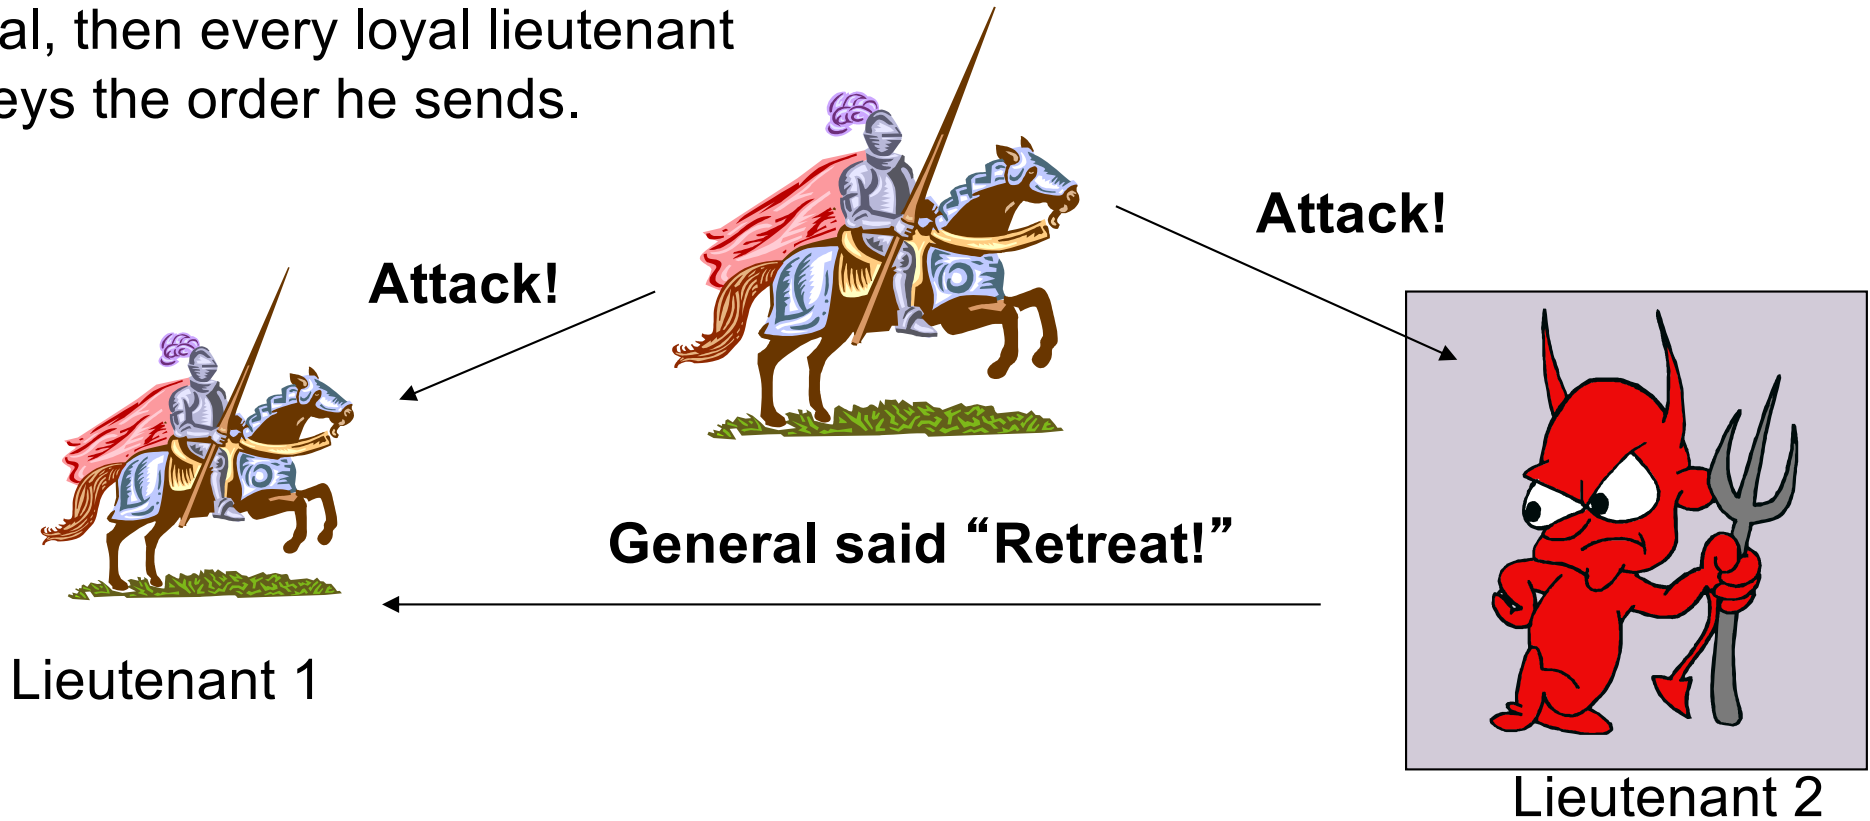 al, then every loyal lieutenant
eys the order he sends.
Attack!
Attack!
General said “Retreat!”
Lieutenant 1
Lieutenant 2